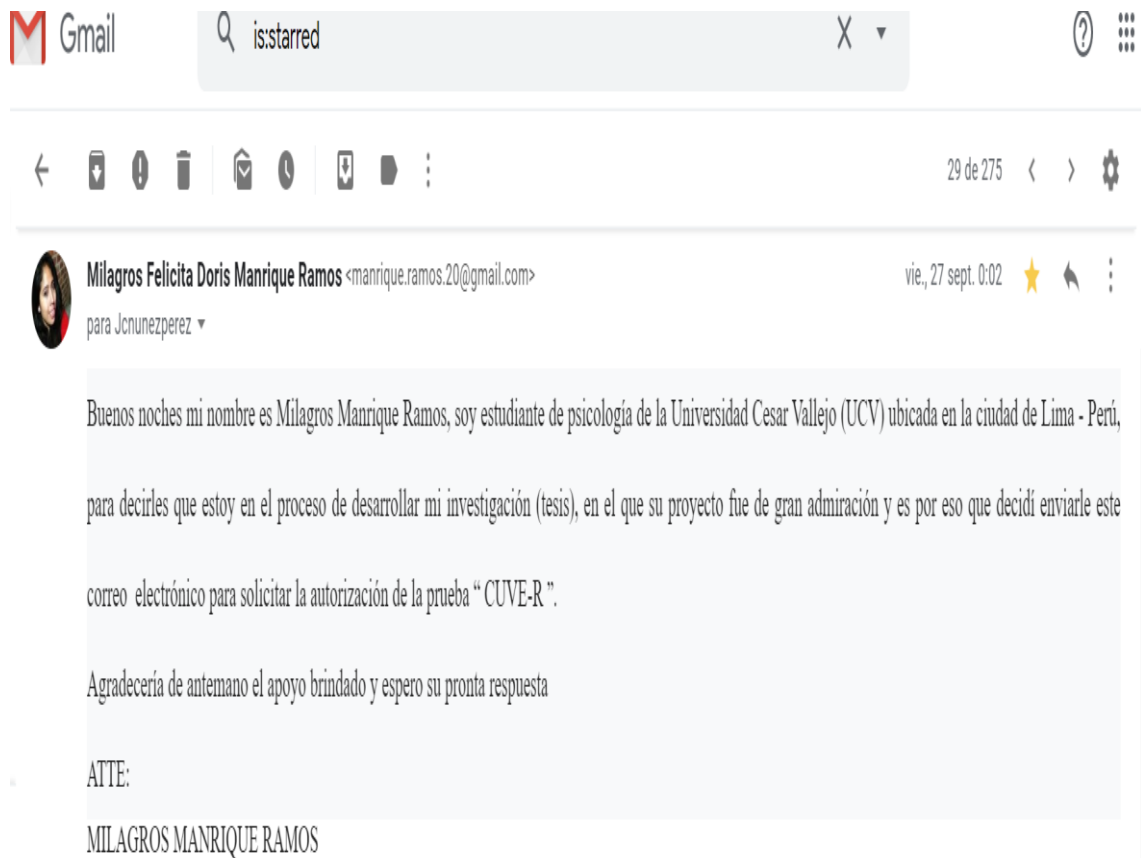 Gmail
is:starred
29 de 275
Milagros Felicita Doris Manrique Ramos <manrique.ramos.20@gmail.com>
vie., 27 sept. 0:02
para Jcnunezperez
Buenos noches mi nombre es Milagros Manrique Ramos, soy estudiante de psicología de la Universidad Cesar Vallejo (UCV) ubicada en la ciudad de Lima - Perú,
para decirles que estoy en el proceso de desarrollar mi investigación (tesis), en el que su proyecto fue de gran admiración y es por eso que decidí enviarle este
correo electrónico para solicitar la autorización de la prueba “ CUVE-R ”.
Agradecería de antemano el apoyo brindado y espero su pronta respuesta
ATTE:
MILAGROS MANRIQUE RAMOS